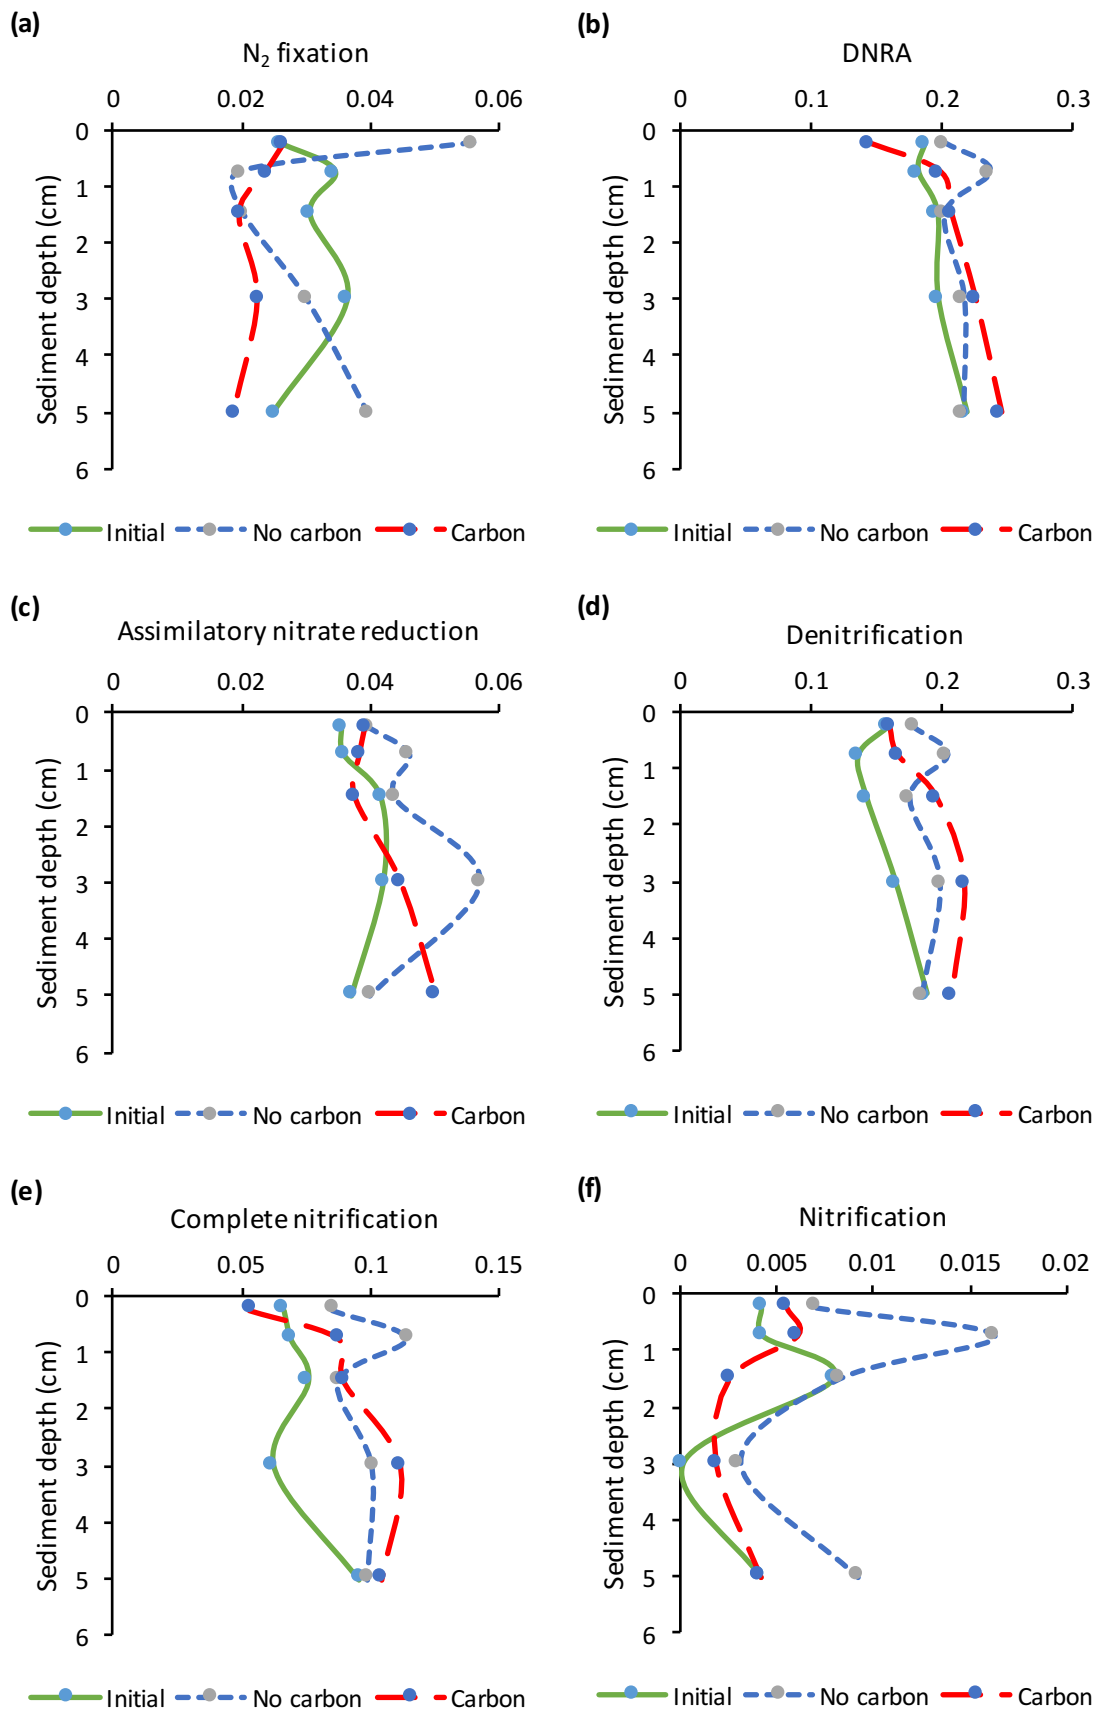 (a)
N₂ fixation
0 0.02 0.04 0.06
0
1
2
3
4
5
6
Sediment depth (cm)
Initial No carbon Carbon
(b)
DNRA
0 0.1 0.2 0.3
0
1
2
3
4
5
6
Sediment depth (cm)
Initial No carbon Carbon
(c)
Assimilatory nitrate reduction
0 0.02 0.04 0.06
0
1
2
3
4
5
6
Sediment depth (cm)
Initial No carbon Carbon
(d)
Denitrification
0 0.1 0.2 0.3
0
1
2
3
4
5
6
Sediment depth (cm)
Initial No carbon Carbon
(e)
Complete nitrification
0 0.05 0.1 0.15
0
1
2
3
4
5
6
Sediment depth (cm)
Initial No carbon Carbon
(f)
Nitrification
0 0.005 0.01 0.015 0.02
0
1
2
3
4
5
6
Sediment depth (cm)
Initial No carbon Carbon